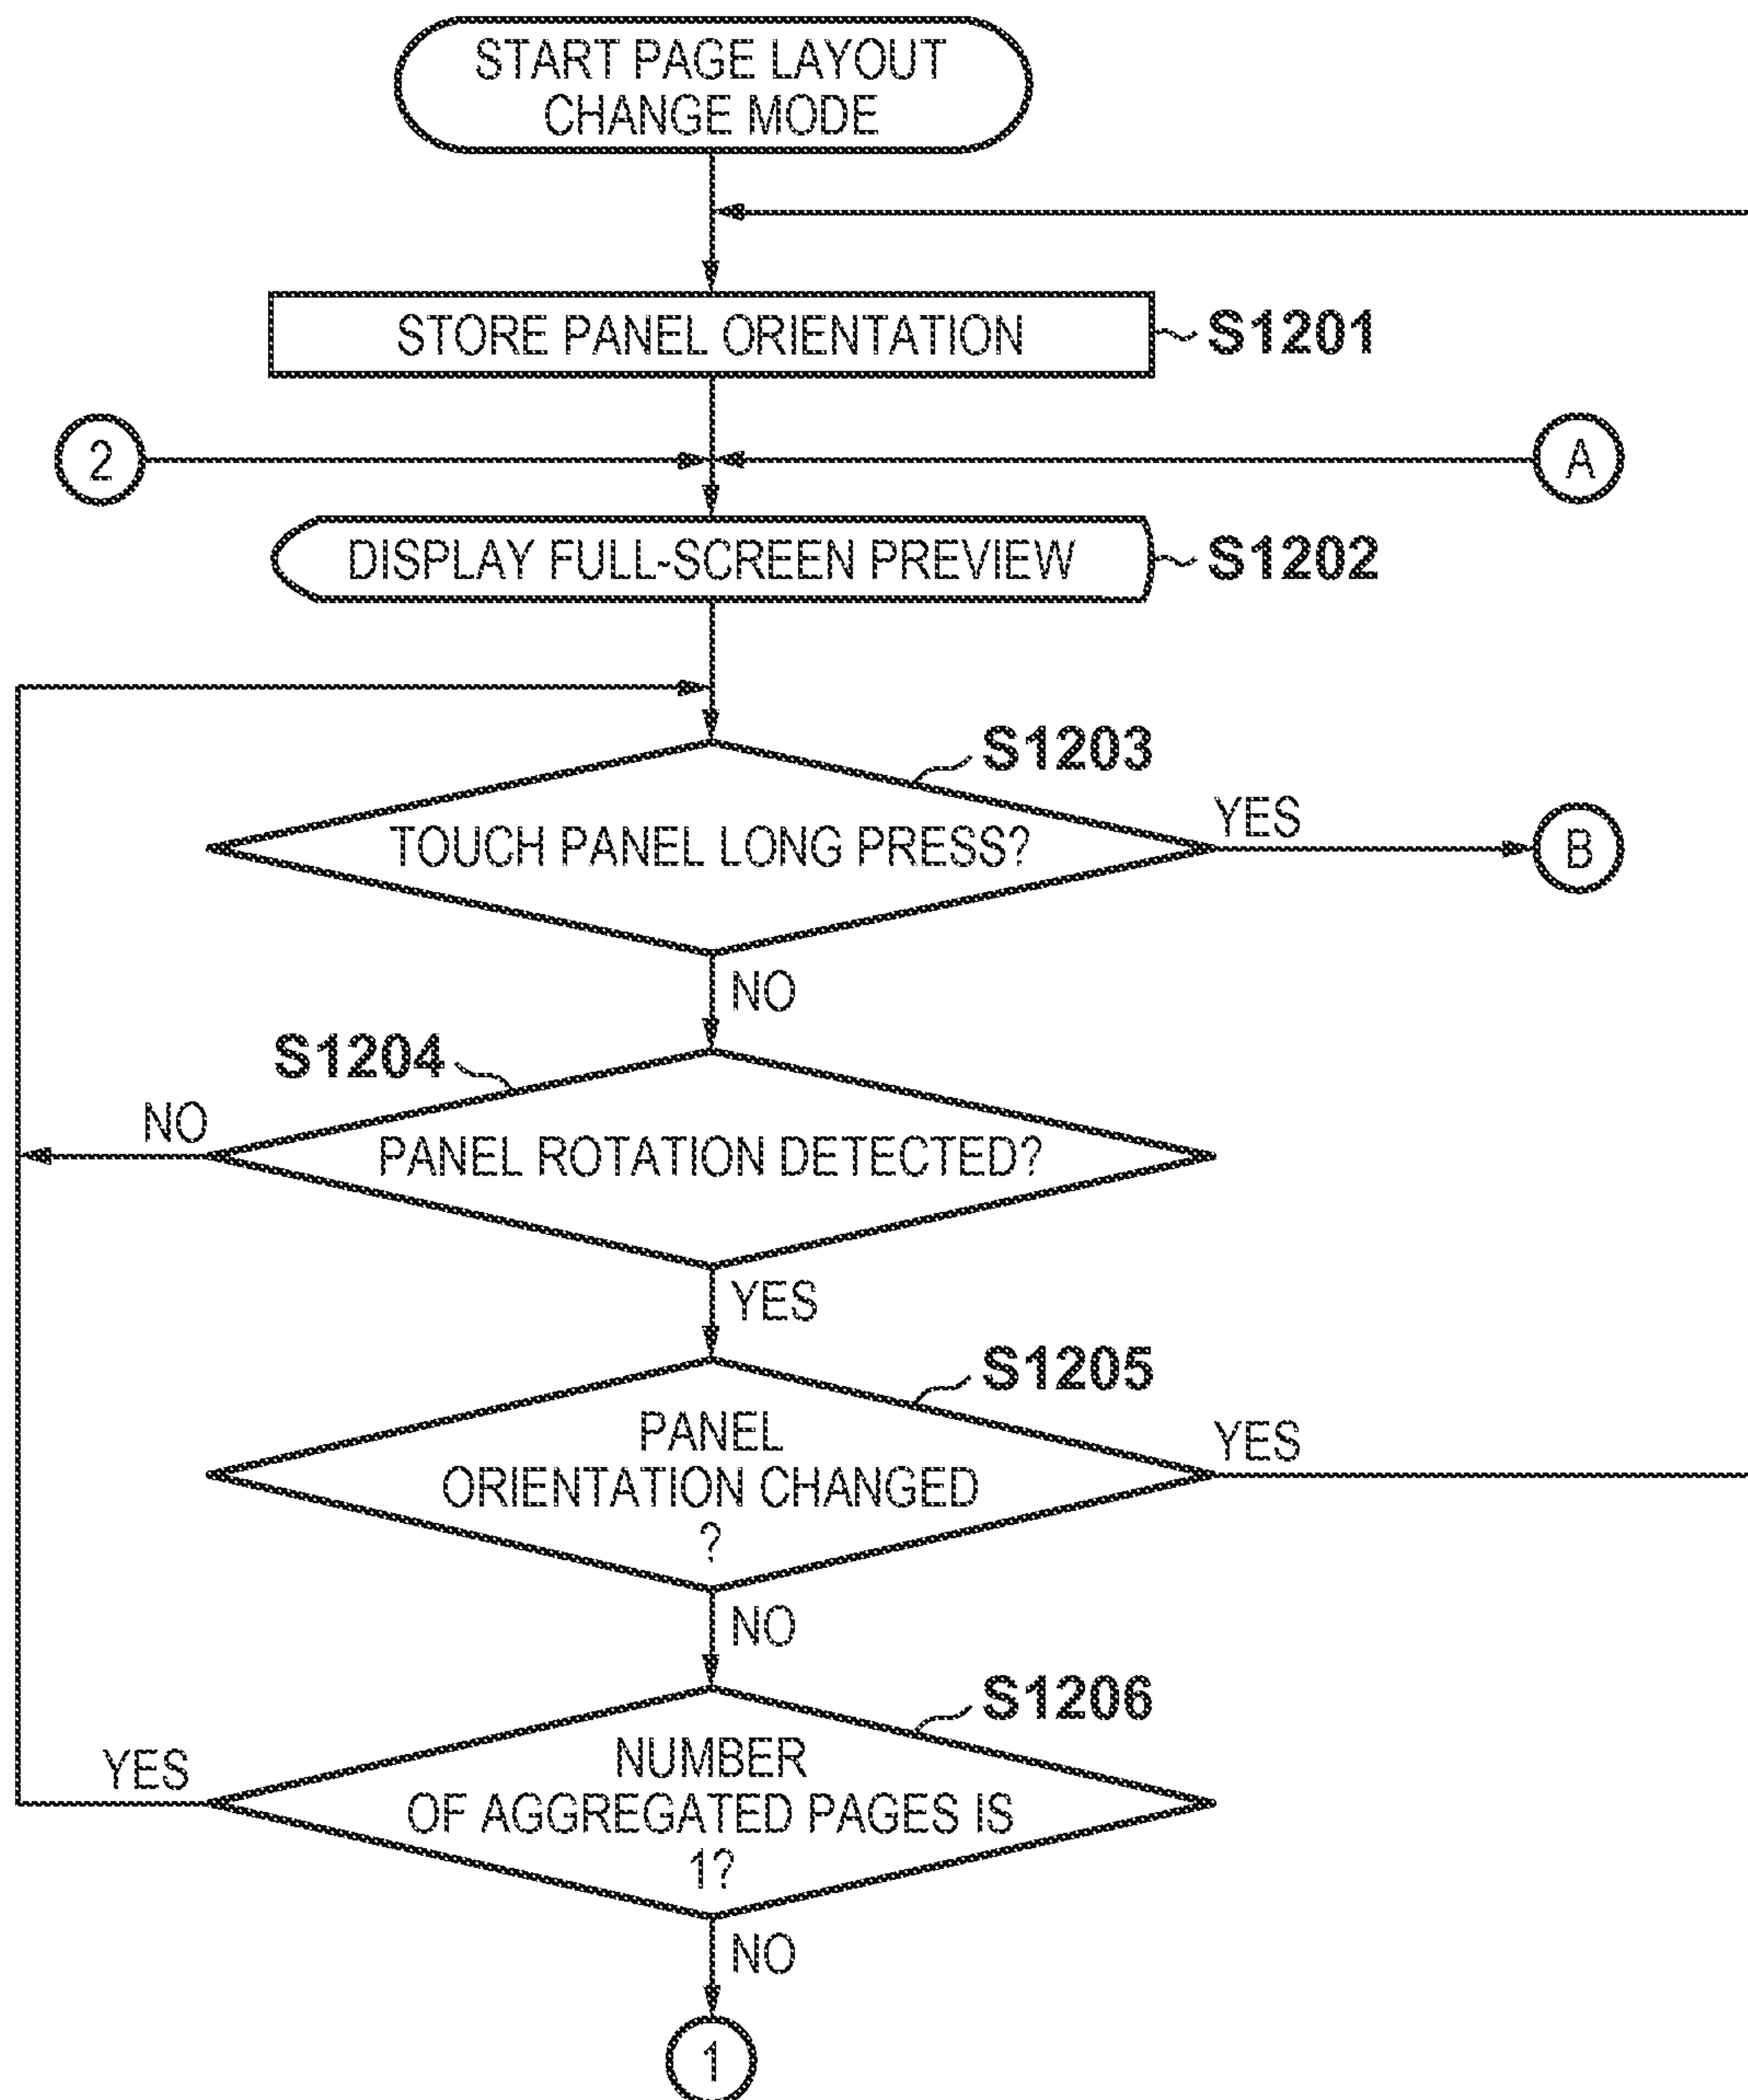 START PAGE LAYOUT
CHANGE MODE
STORE PANEL ORIENTATION
S1201
2
A
DISPLAY FULL-SCREEN PREVIEW
S1202
S1203
TOUCH PANEL LONG PRESS?
YES
B
NO
S1204
NO
PANEL ROTATION DETECTED?
YES
S1205
PANEL
ORIENTATION CHANGED
?
YES
NO
S1206
YES
NUMBER
OF AGGREGATED PAGES IS
1?
NO
1